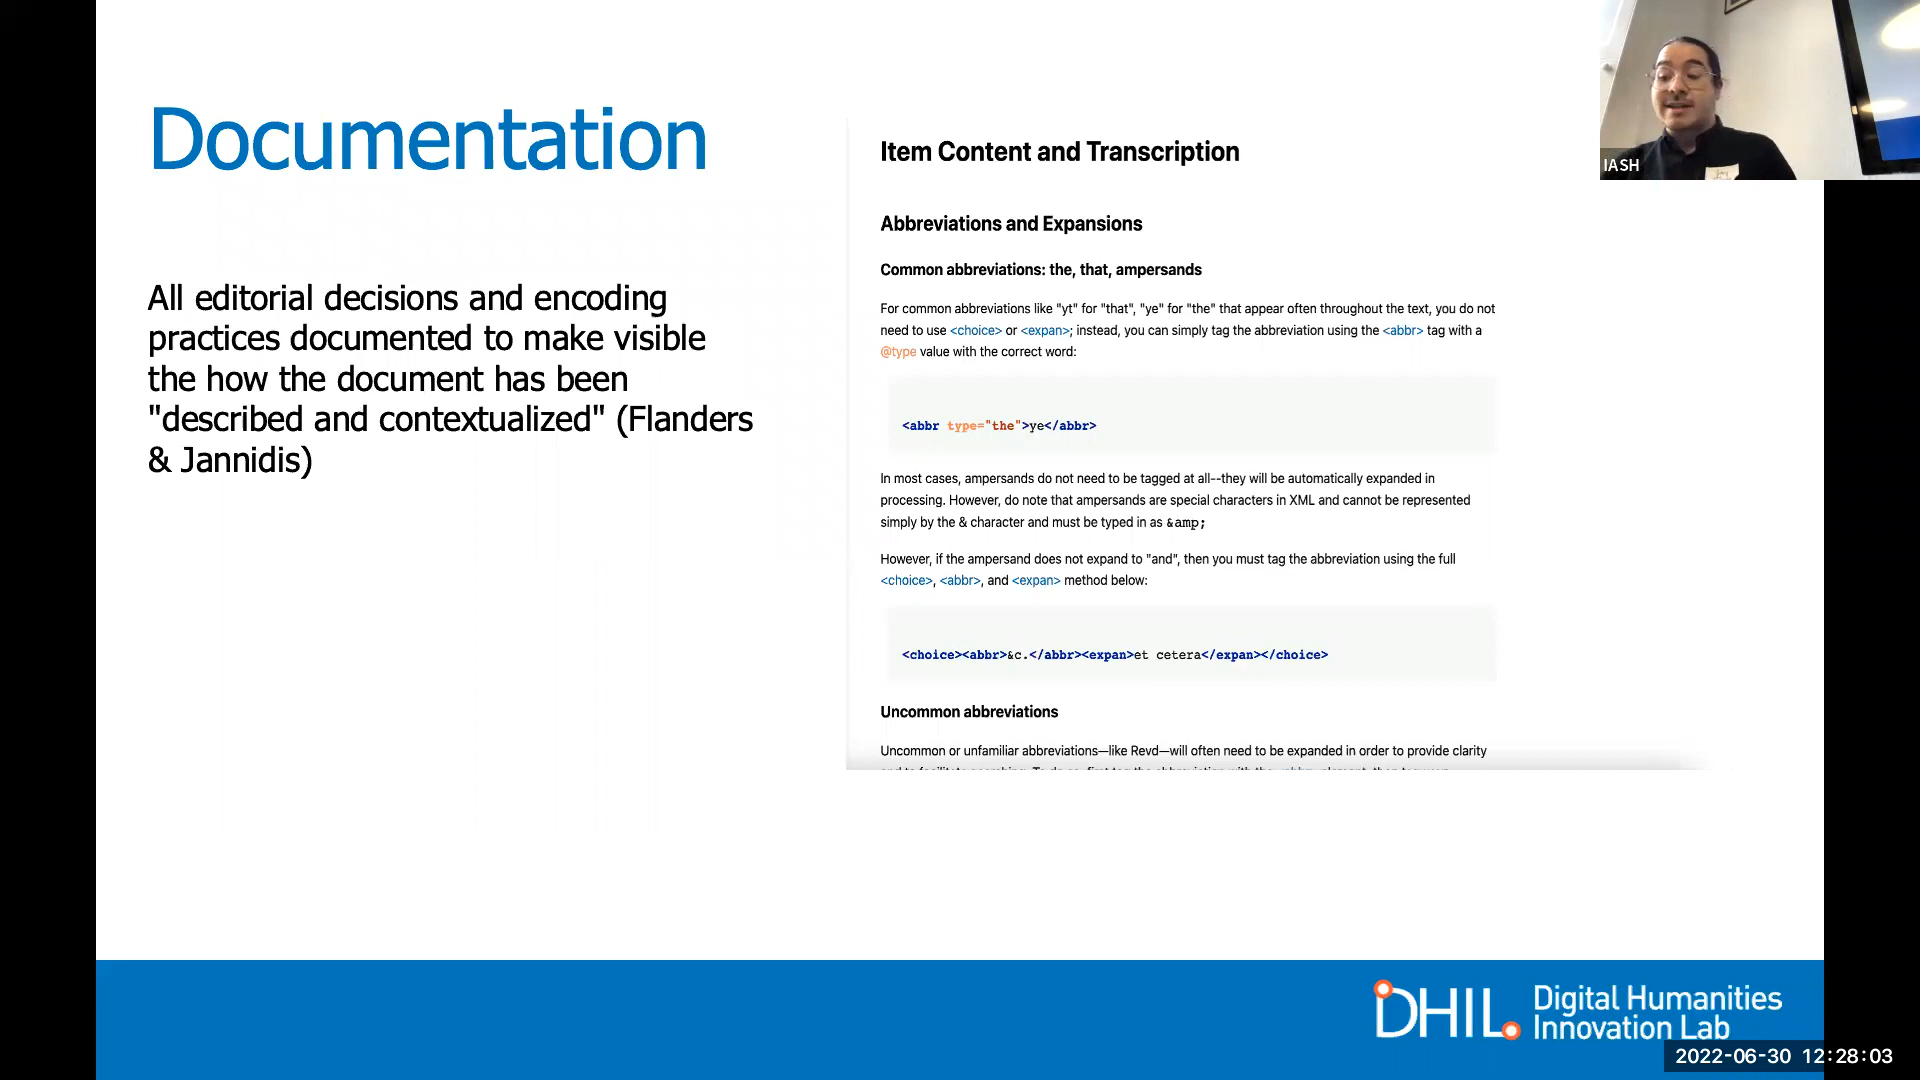 Documentation
All editorial decisions and encoding
practices documented to make visible
the how the document has been
"described and contextualized" (Flanders
& Jannidis)
Item Content and Transcription
Abbreviations and Expansions
Common abbreviations: the, that, ampersands
For common abbreviations like "yt" for "that", "ye" for "the" that appear often throughout the text, you do not
need to use <choice> or <expan>; instead, you can simply tag the abbreviation using the <abbr> tag with a
@type value with the correct word:
<abbr type="the">ye</abbr>
In most cases, ampersands do not need to be tagged at all--they will be automatically expanded in
processing. However, do note that ampersands are special characters in XML and cannot be represented
simply by the & character and must be typed in as &amp;
However, if the ampersand does not expand to "and", then you must tag the abbreviation using the full
<choice>, <abbr>, and <expan> method below:
<choice><abbr>&c.</abbr><expan>et cetera</expan></choice>
Uncommon abbreviations
Uncommon or unfamiliar abbreviations—like Revd—will often need to be expanded in order to provide clarity
IASH
DHIL
Digital Humanities
Innovation Lab
2022-06-30 12:28:03